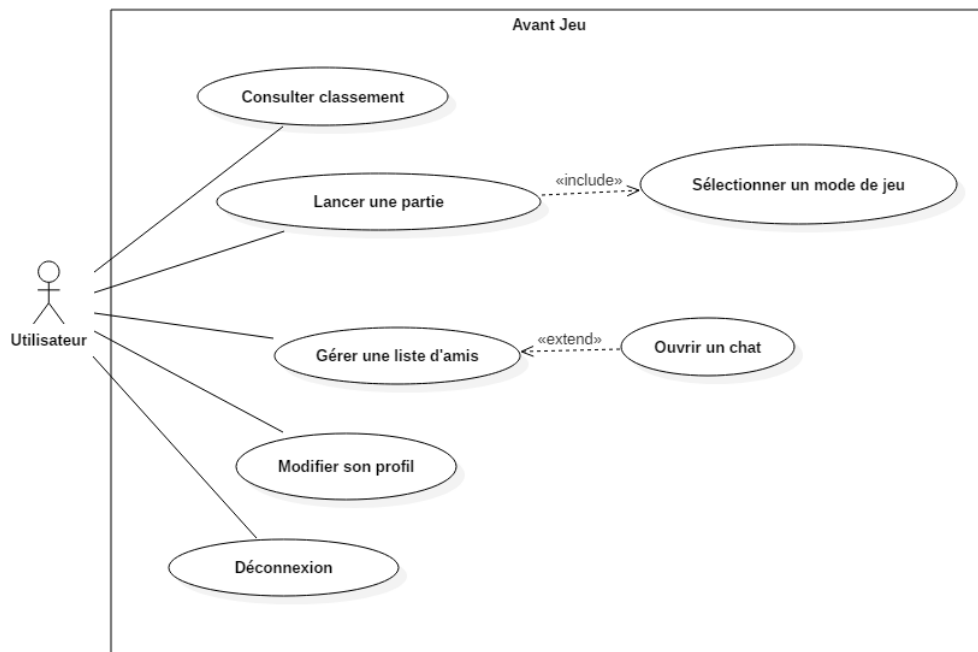 Avant Jeu
Consulter classement
Lancer une partie
«include»
Sélectionner un mode de jeu
Utilisateur
Gérer une liste d'amis
«extend»
Ouvrir un chat
Modifier son profil
Déconnexion